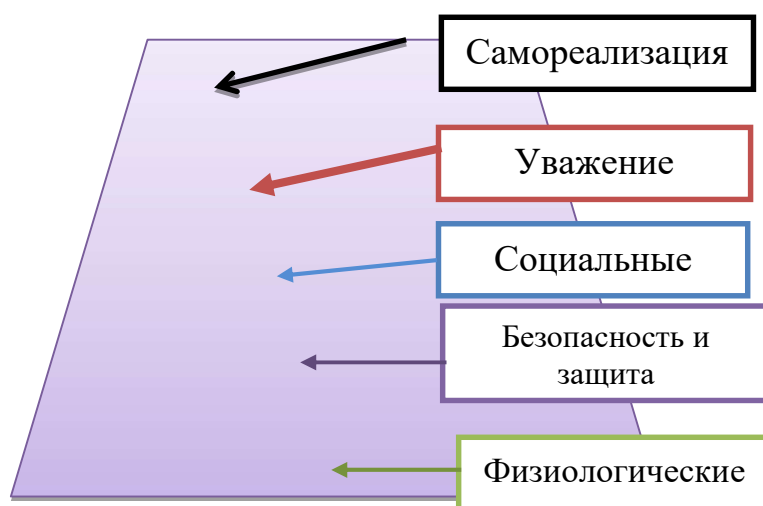 Самореализация
Уважение
Социальные
Безопасность и
защита
Физиологические